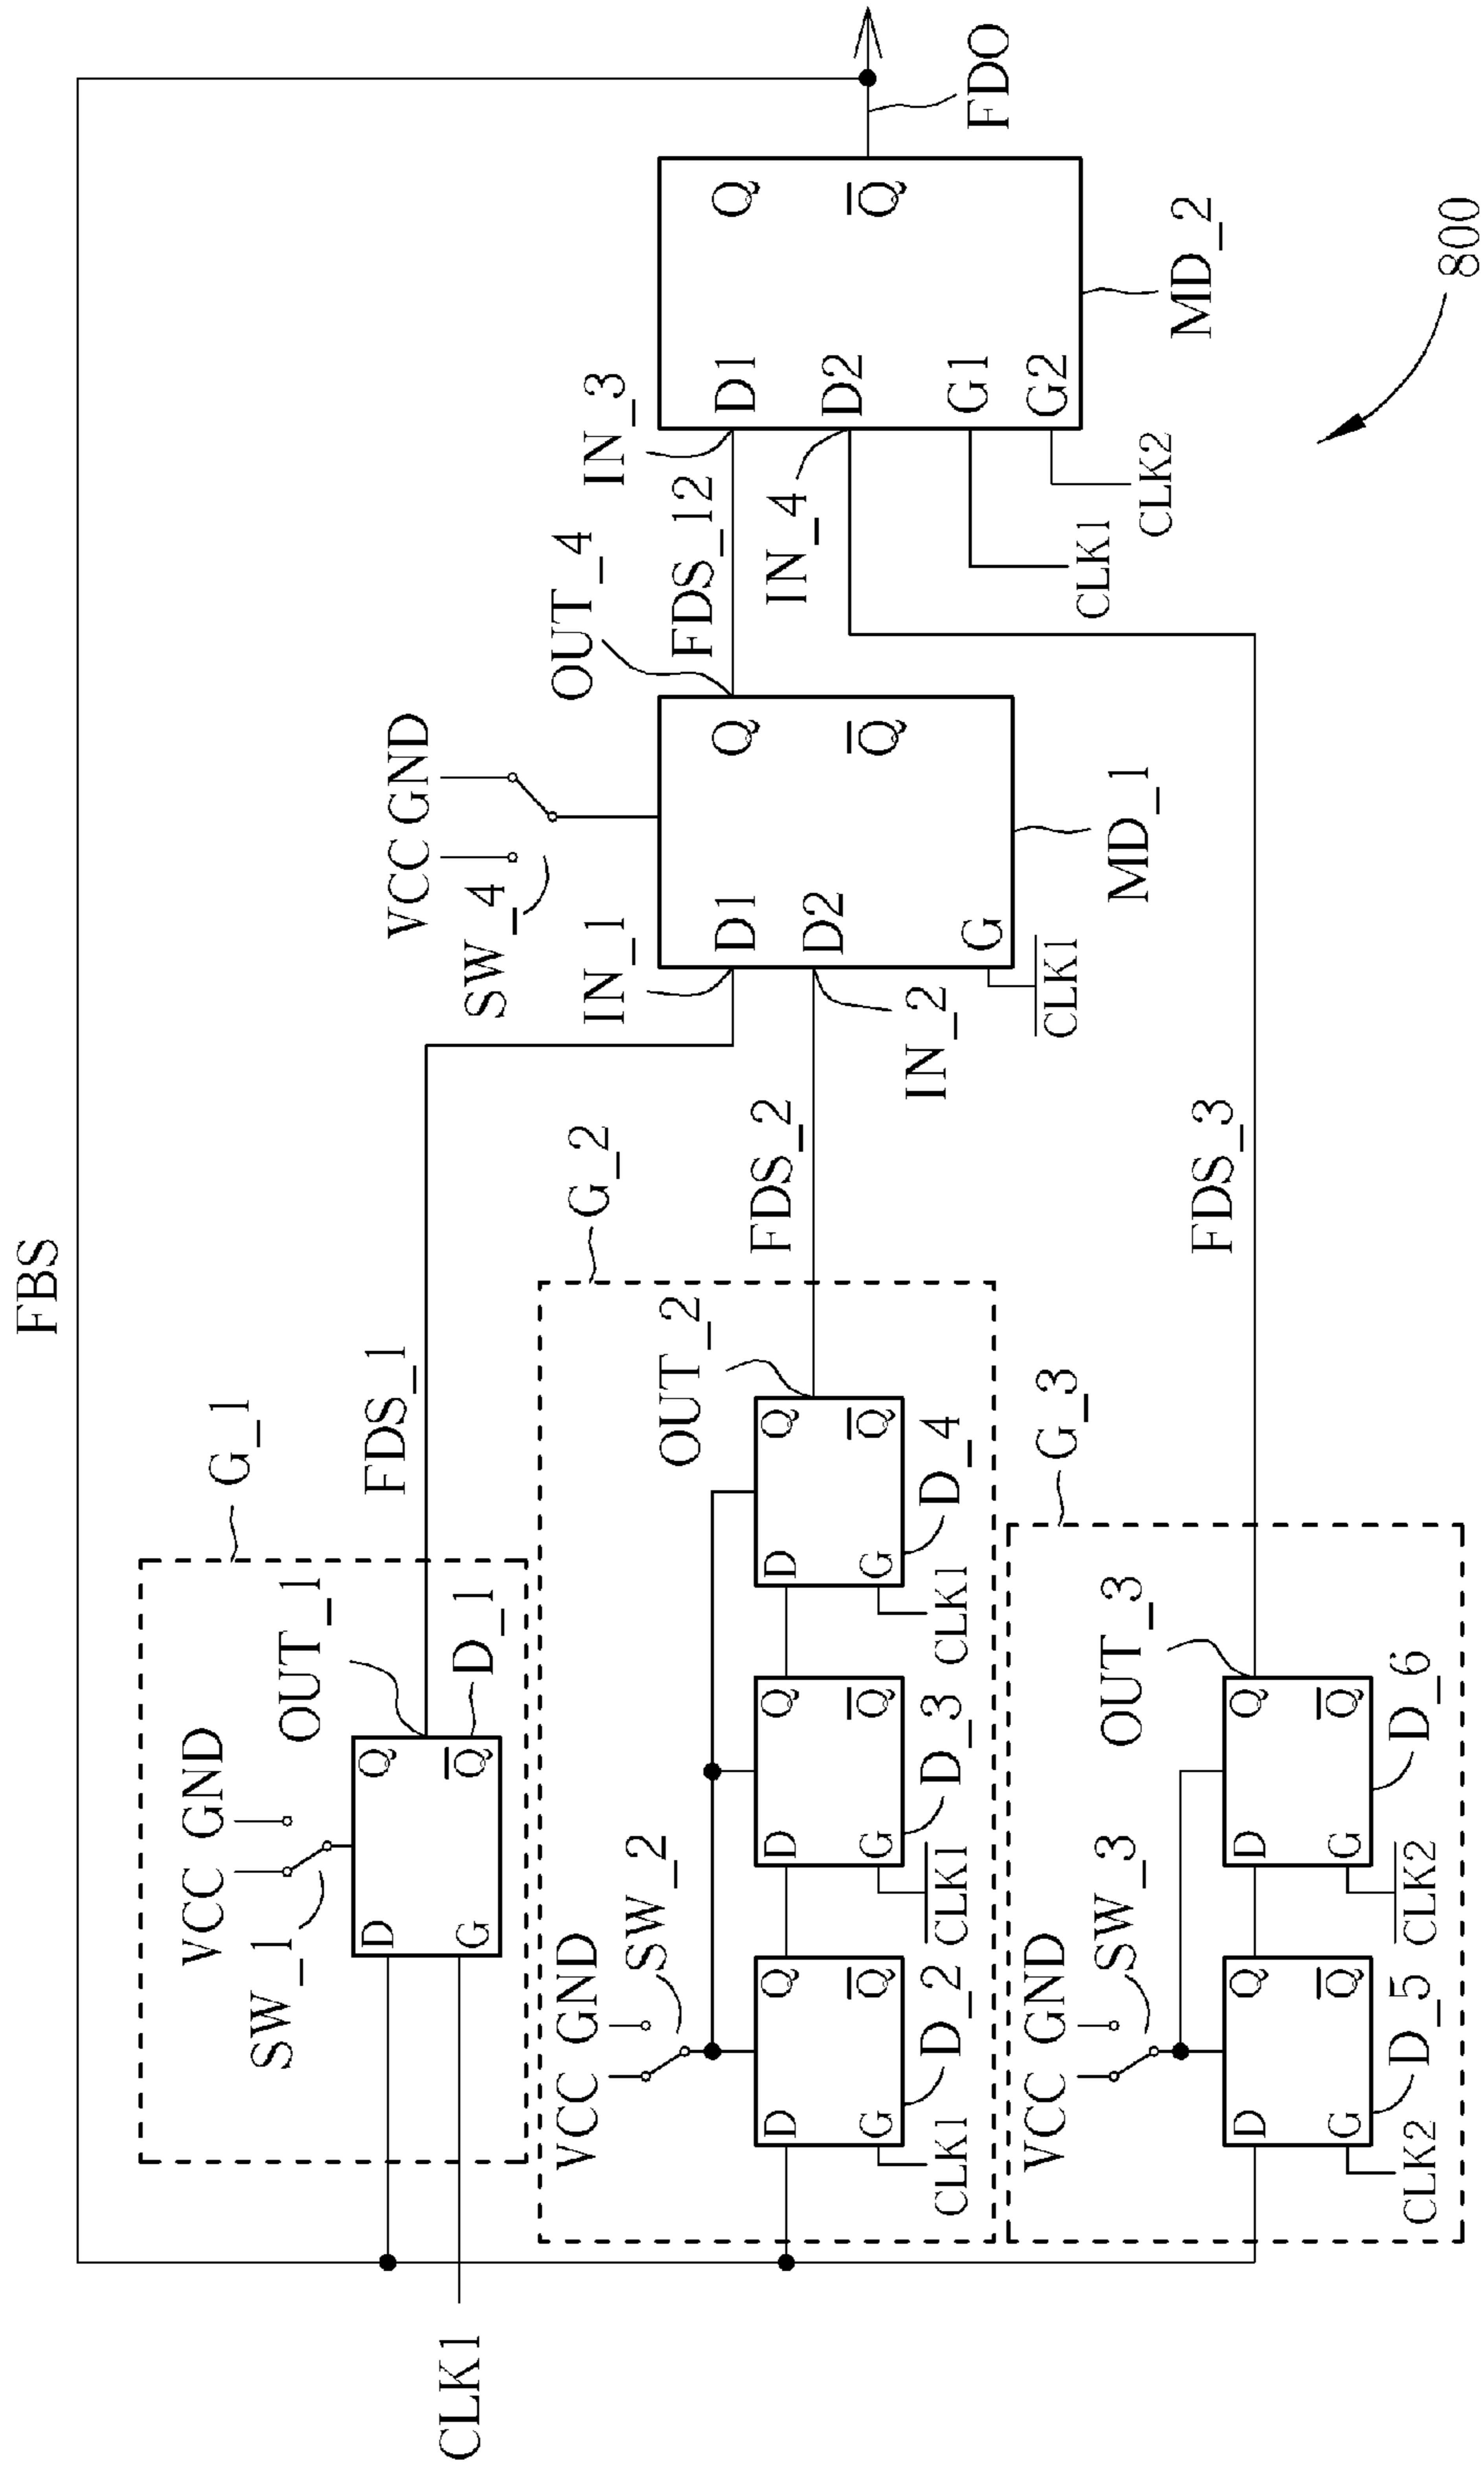 FBS
G_1
VCC GND
SW_1
OUT_1
FDS_1
D Q
G Q
D_1
CLK1
G_2
VCC GND
SW_2
OUT_2
FDS_2
D Q
G Q
D Q
G Q
D Q
G Q
CLK1
D_2
CLK1
D_3
CLK1
D_4
G_3
VCC GND
SW_3
OUT_3
FDS_3
D Q
G Q
D Q
G Q
CLK2
D_5
CLK2
D_6
VCC GND
SW_4
IN_1
OUT_4
D1 Q
D2 Q
G
IN_2
CLK1
MD_1
FDS_12
IN_3
IN_4
D1 Q
D2 Q
G1
G2
CLK1
CLK2
MD_2
FDO
800